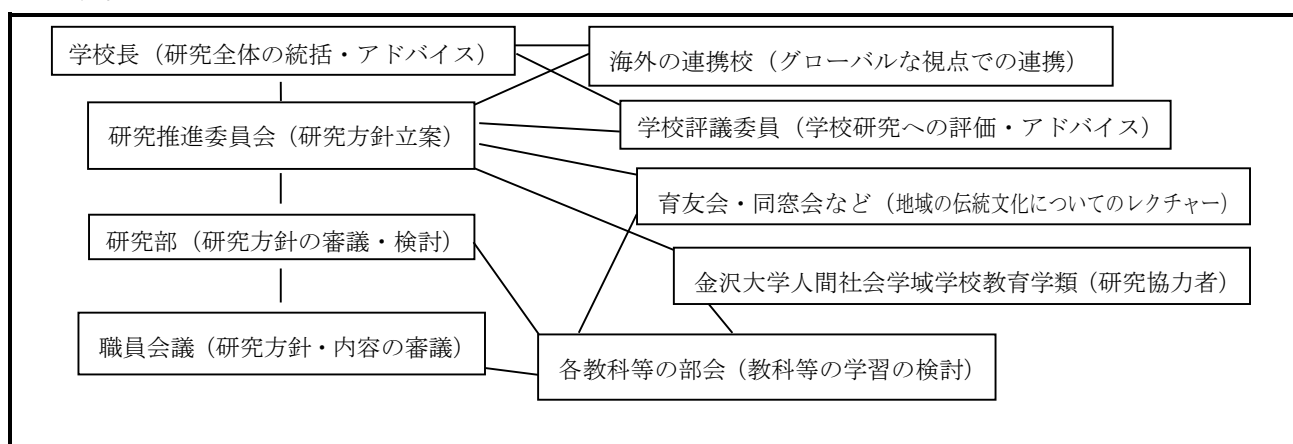 学校長（研究全体の統括・アドバイス）
海外の連携校（グローバルな視点での連携）
研究推進委員会（研究方針立案）
学校評議委員（学校研究への評価・アドバイス）
育友会・同窓会など（地域の伝統文化についてのレクチャー）
研究部（研究方針の審議・検討）
金沢大学人間社会学域学校教育学類（研究協力者）
職員会議（研究方針・内容の審議）
各教科等の部会（教科等の学習の検討）